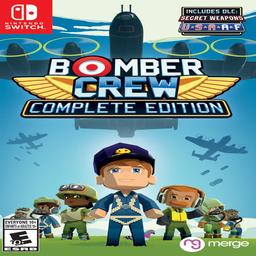 NINTENDO
SWITCH
INCLUDES DLC:
SECRET WEAPONS
USAAF
BOMBER
CREW
COMPLETE EDITION
EVERYONE 10+
ESRB
merge